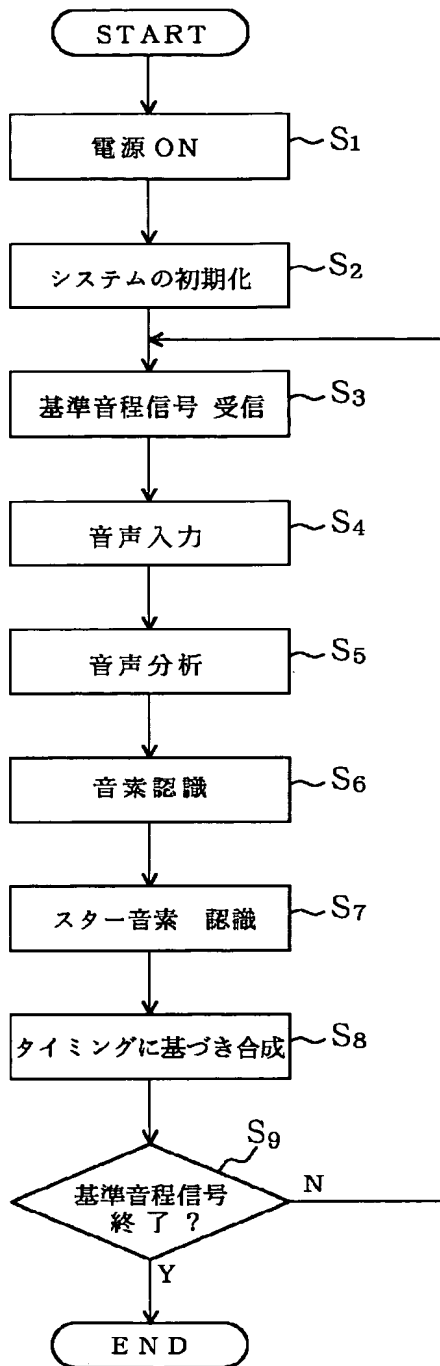 START
電源ON
S1
システムの初期化
S2
基準音程信号 受信
S3
音声入力
S4
音声分析
S5
音素認識
S6
スター音素 認識
S7
タイミングに基づき合成
S8
S9
基準音程信号
終了?
N
Y
END